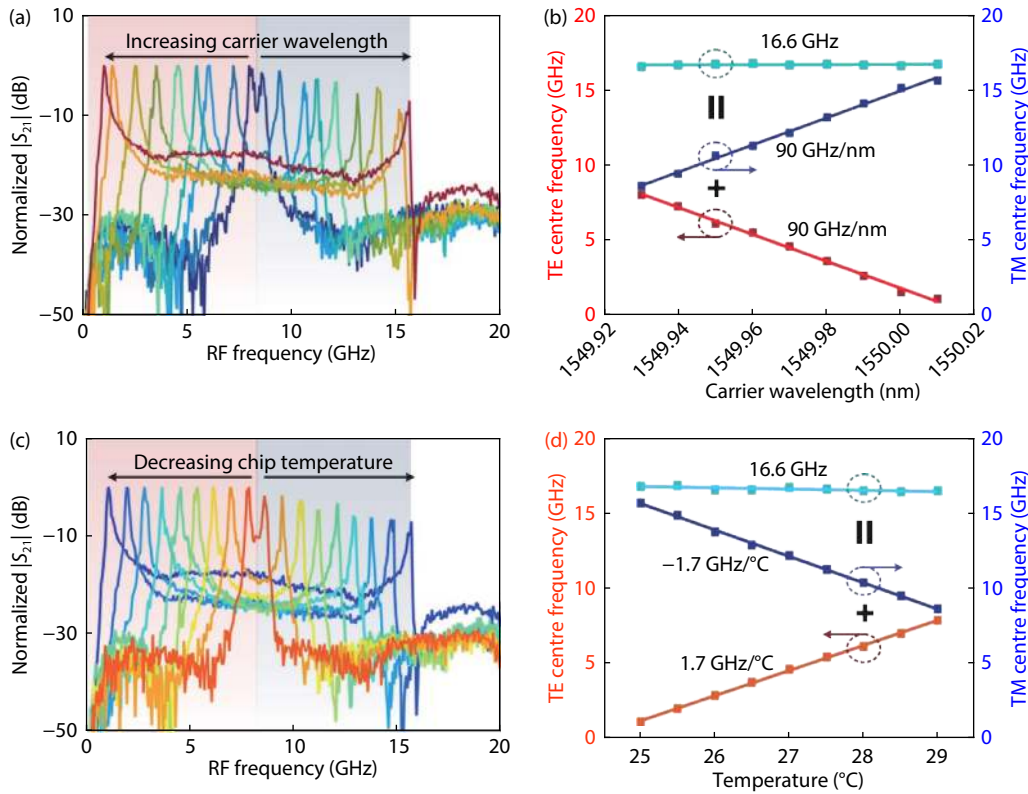 (a)
10
−10
−30
−50
Normalized |S21| (dB)
Increasing carrier wavelength
0
5
10
15
20
RF frequency (GHz)
(b)
20
15
10
5
0
TE centre frequency (GHz)
16.6 GHz
=
90 GHz/nm
+
90 GHz/nm
20
15
10
5
0
TM centre frequency (GHz)
1549.92
1549.94
1549.96
1549.98
1550.00
1550.02
Carrier wavelength (nm)
(c)
10
−10
−30
−50
Normalized |S21| (dB)
Decreasing chip temperature
0
5
10
15
20
RF frequency (GHz)
(d)
20
15
10
5
0
TE centre frequency (GHz)
16.6 GHz
=
−1.7 GHz/°C
+
1.7 GHz/°C
20
15
10
5
0
TM centre frequency (GHz)
25
26
27
28
29
Temperature (°C)